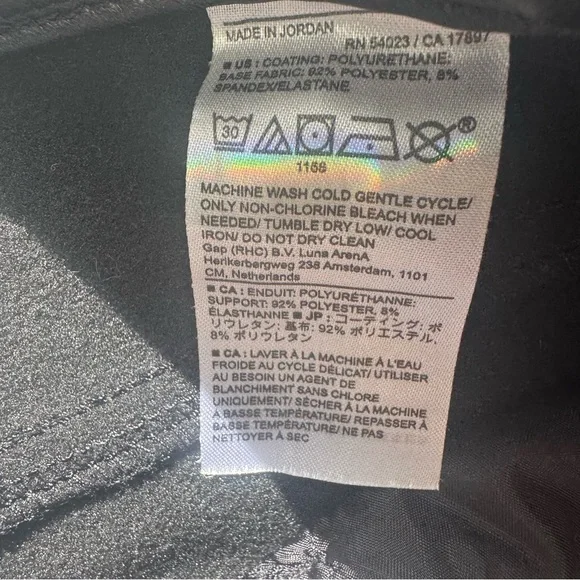 MADE IN JORDAN
RN 54023 / CA 17897
■ US : COATING: POLYURETHANE;
BASE FABRIC: 92% POLYESTER, 8%
SPANDEX/ELASTANE
30
®
1156
MACHINE WASH COLD GENTLE CYCLE/
ONLY NON-CHLORINE BLEACH WHEN
NEEDED/ TUMBLE DRY LOW/ COOL
IRON/ DO NOT DRY CLEAN
Gap (RHC) B.V. Luna ArenA
Herikerbergweg 238 Amsterdam, 1101
CM, Netherlands
■ CA : ENDUIT: POLYURÉTHANNE;
SUPPORT: 92% POLYESTER, 8%
ÉLASTHANNE ■ JP : コーティング: ポ
リウレタン; 基布: 92% ポリエステル,
8% ポリウレタン
■ CA : LAVER À LA MACHINE À L'EAU
FROIDE AU CYCLE DÉLICAT/ UTILISER
AU BESOIN UN AGENT DE
BLANCHIMENT SANS CHLORE
UNIQUEMENT/ SÉCHER À LA MACHINE
À BASSE TEMPÉRATURE/ REPASSER À
BASSE TEMPÉRATURE/ NE PAS
NETTOYER À SEC